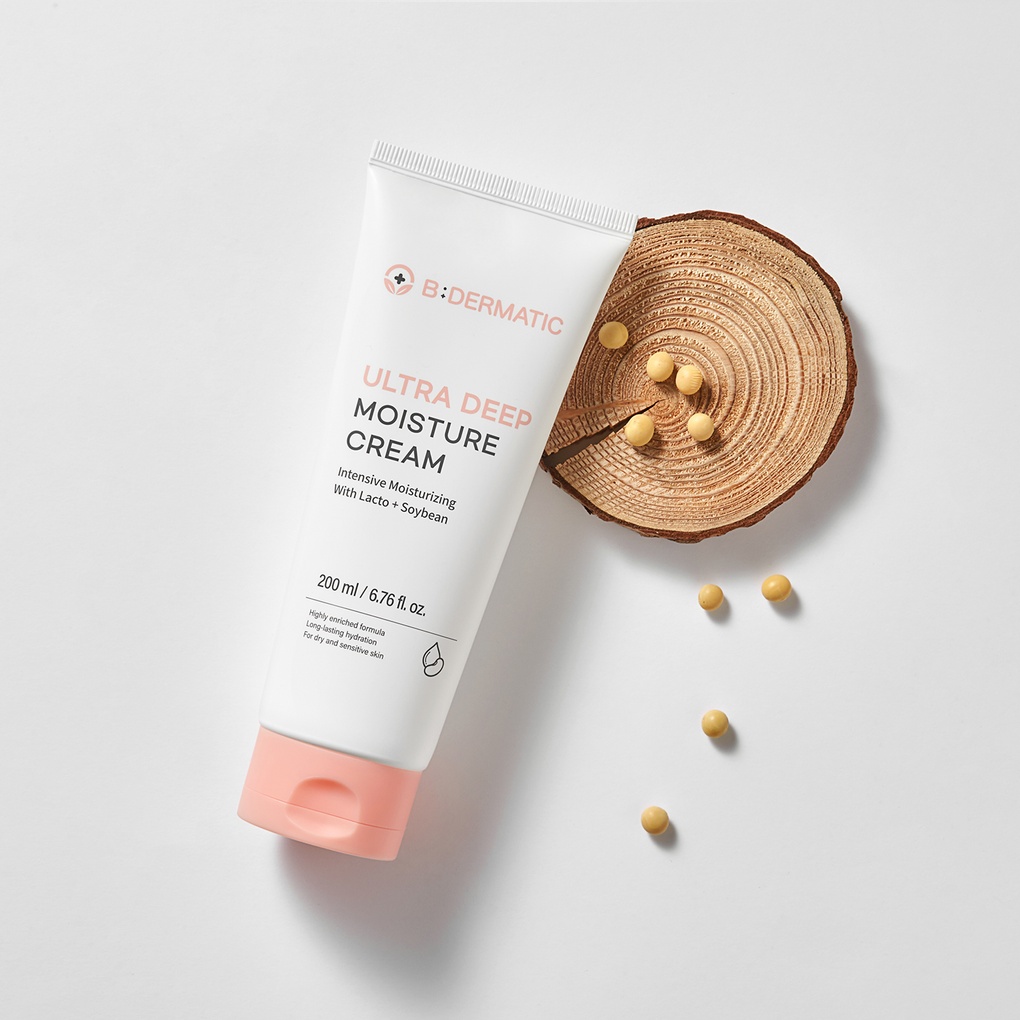 B:DERMATIC
ULTRA DEEP
MOISTURE
CREAM
Intensive Moisturizing
With Lacto + Soybean
200 ml / 6.76 fl. oz.
Highly enriched formula
Long-lasting hydration
For dry and sensitive skin